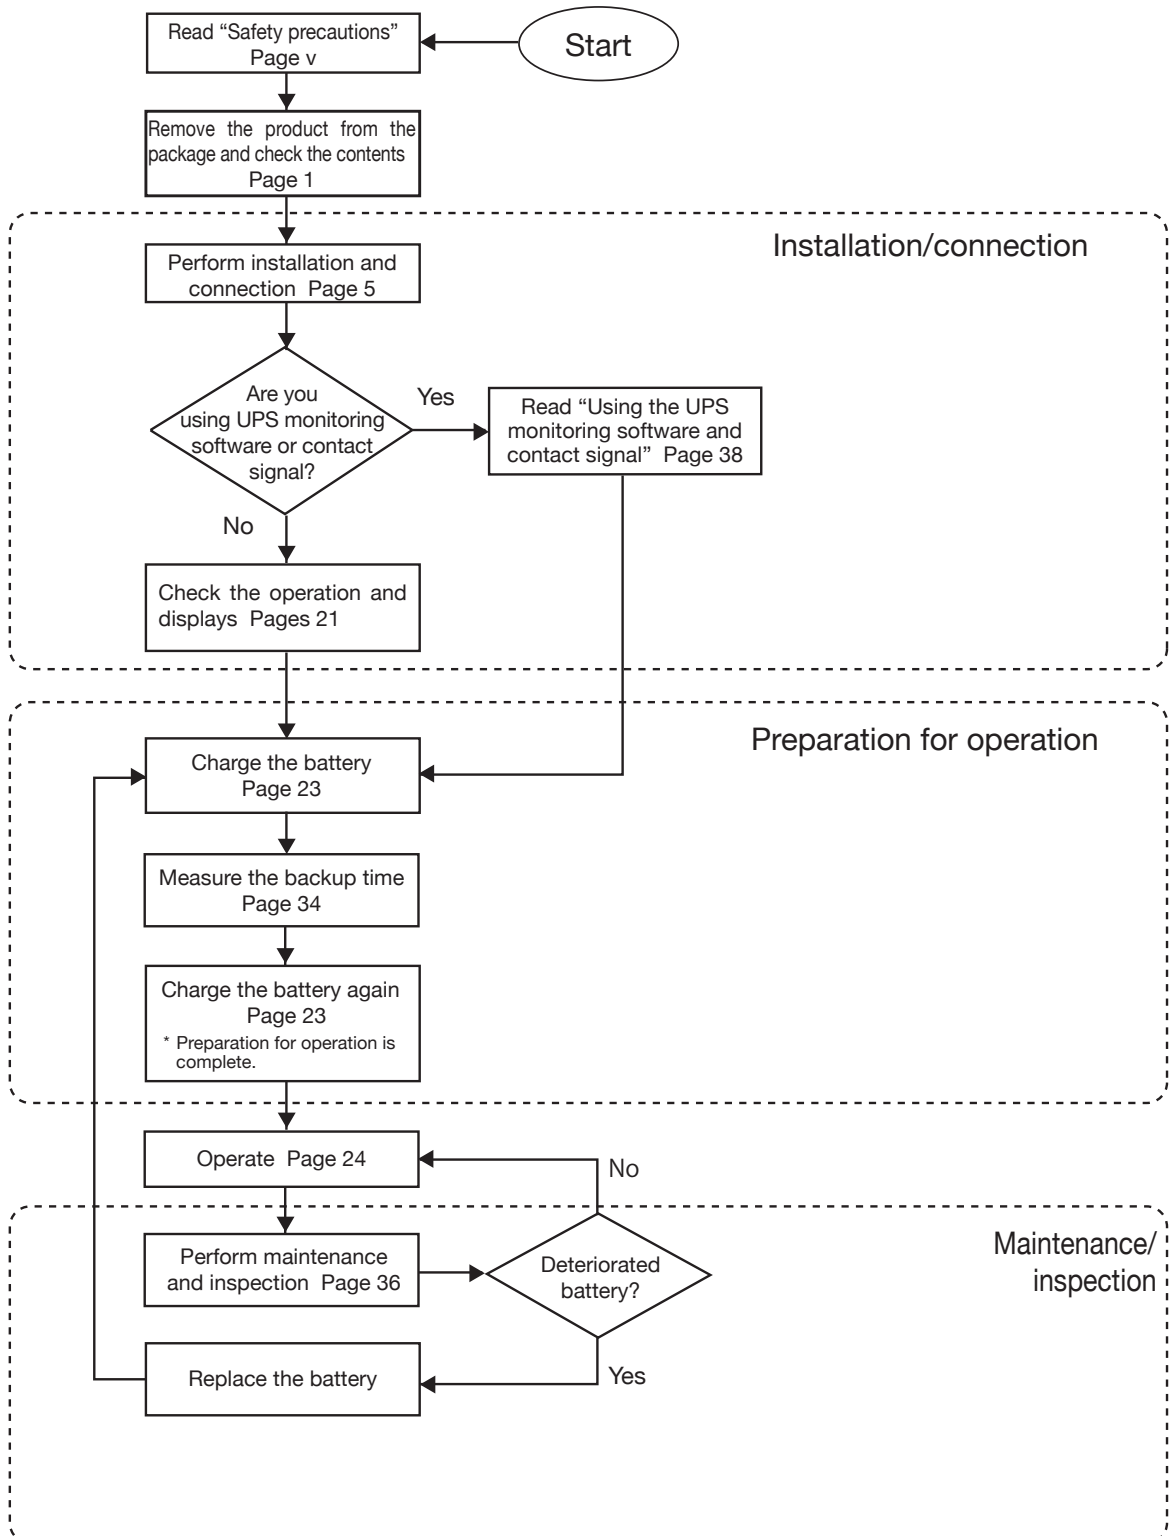 Start
Read “Safety precautions”
Page v
Remove the product from the
package and check the contents
Page 1
Installation/connection
Perform installation and
connection Page 5
Are you
using UPS monitoring
software or contact
signal?
Yes
Read “Using the UPS
monitoring software and
contact signal” Page 38
No
Check the operation and
displays Pages 21
Preparation for operation
Charge the battery
Page 23
Measure the backup time
Page 34
Charge the battery again
Page 23
* Preparation for operation is
complete.
Operate Page 24
No
Maintenance/
inspection
Perform maintenance
and inspection Page 36
Deteriorated
battery?
Yes
Replace the battery